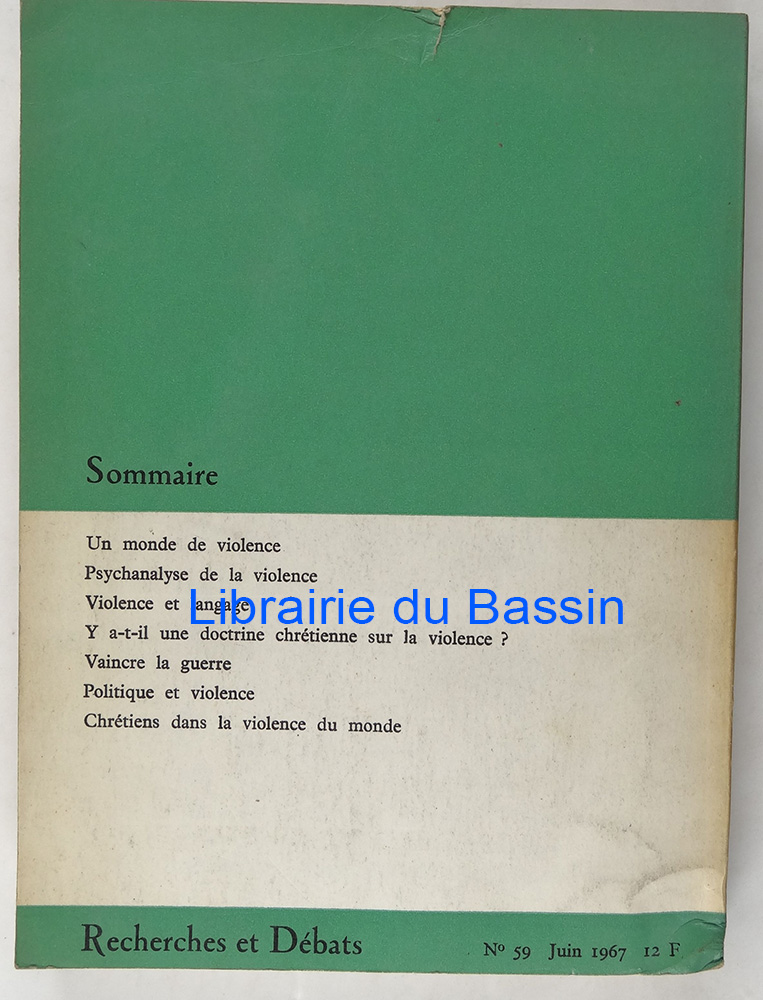 Sommaire
Un monde de violence
Psychanalyse de la violence
Violence et langage
Librairie du Bassin
Y a-t-il une doctrine chrétienne sur la violence ?
Vaincre la guerre
Politique et violence
Chrétiens dans la violence du monde
Recherches et Débats
Nº 59 Juin 1967 12 F